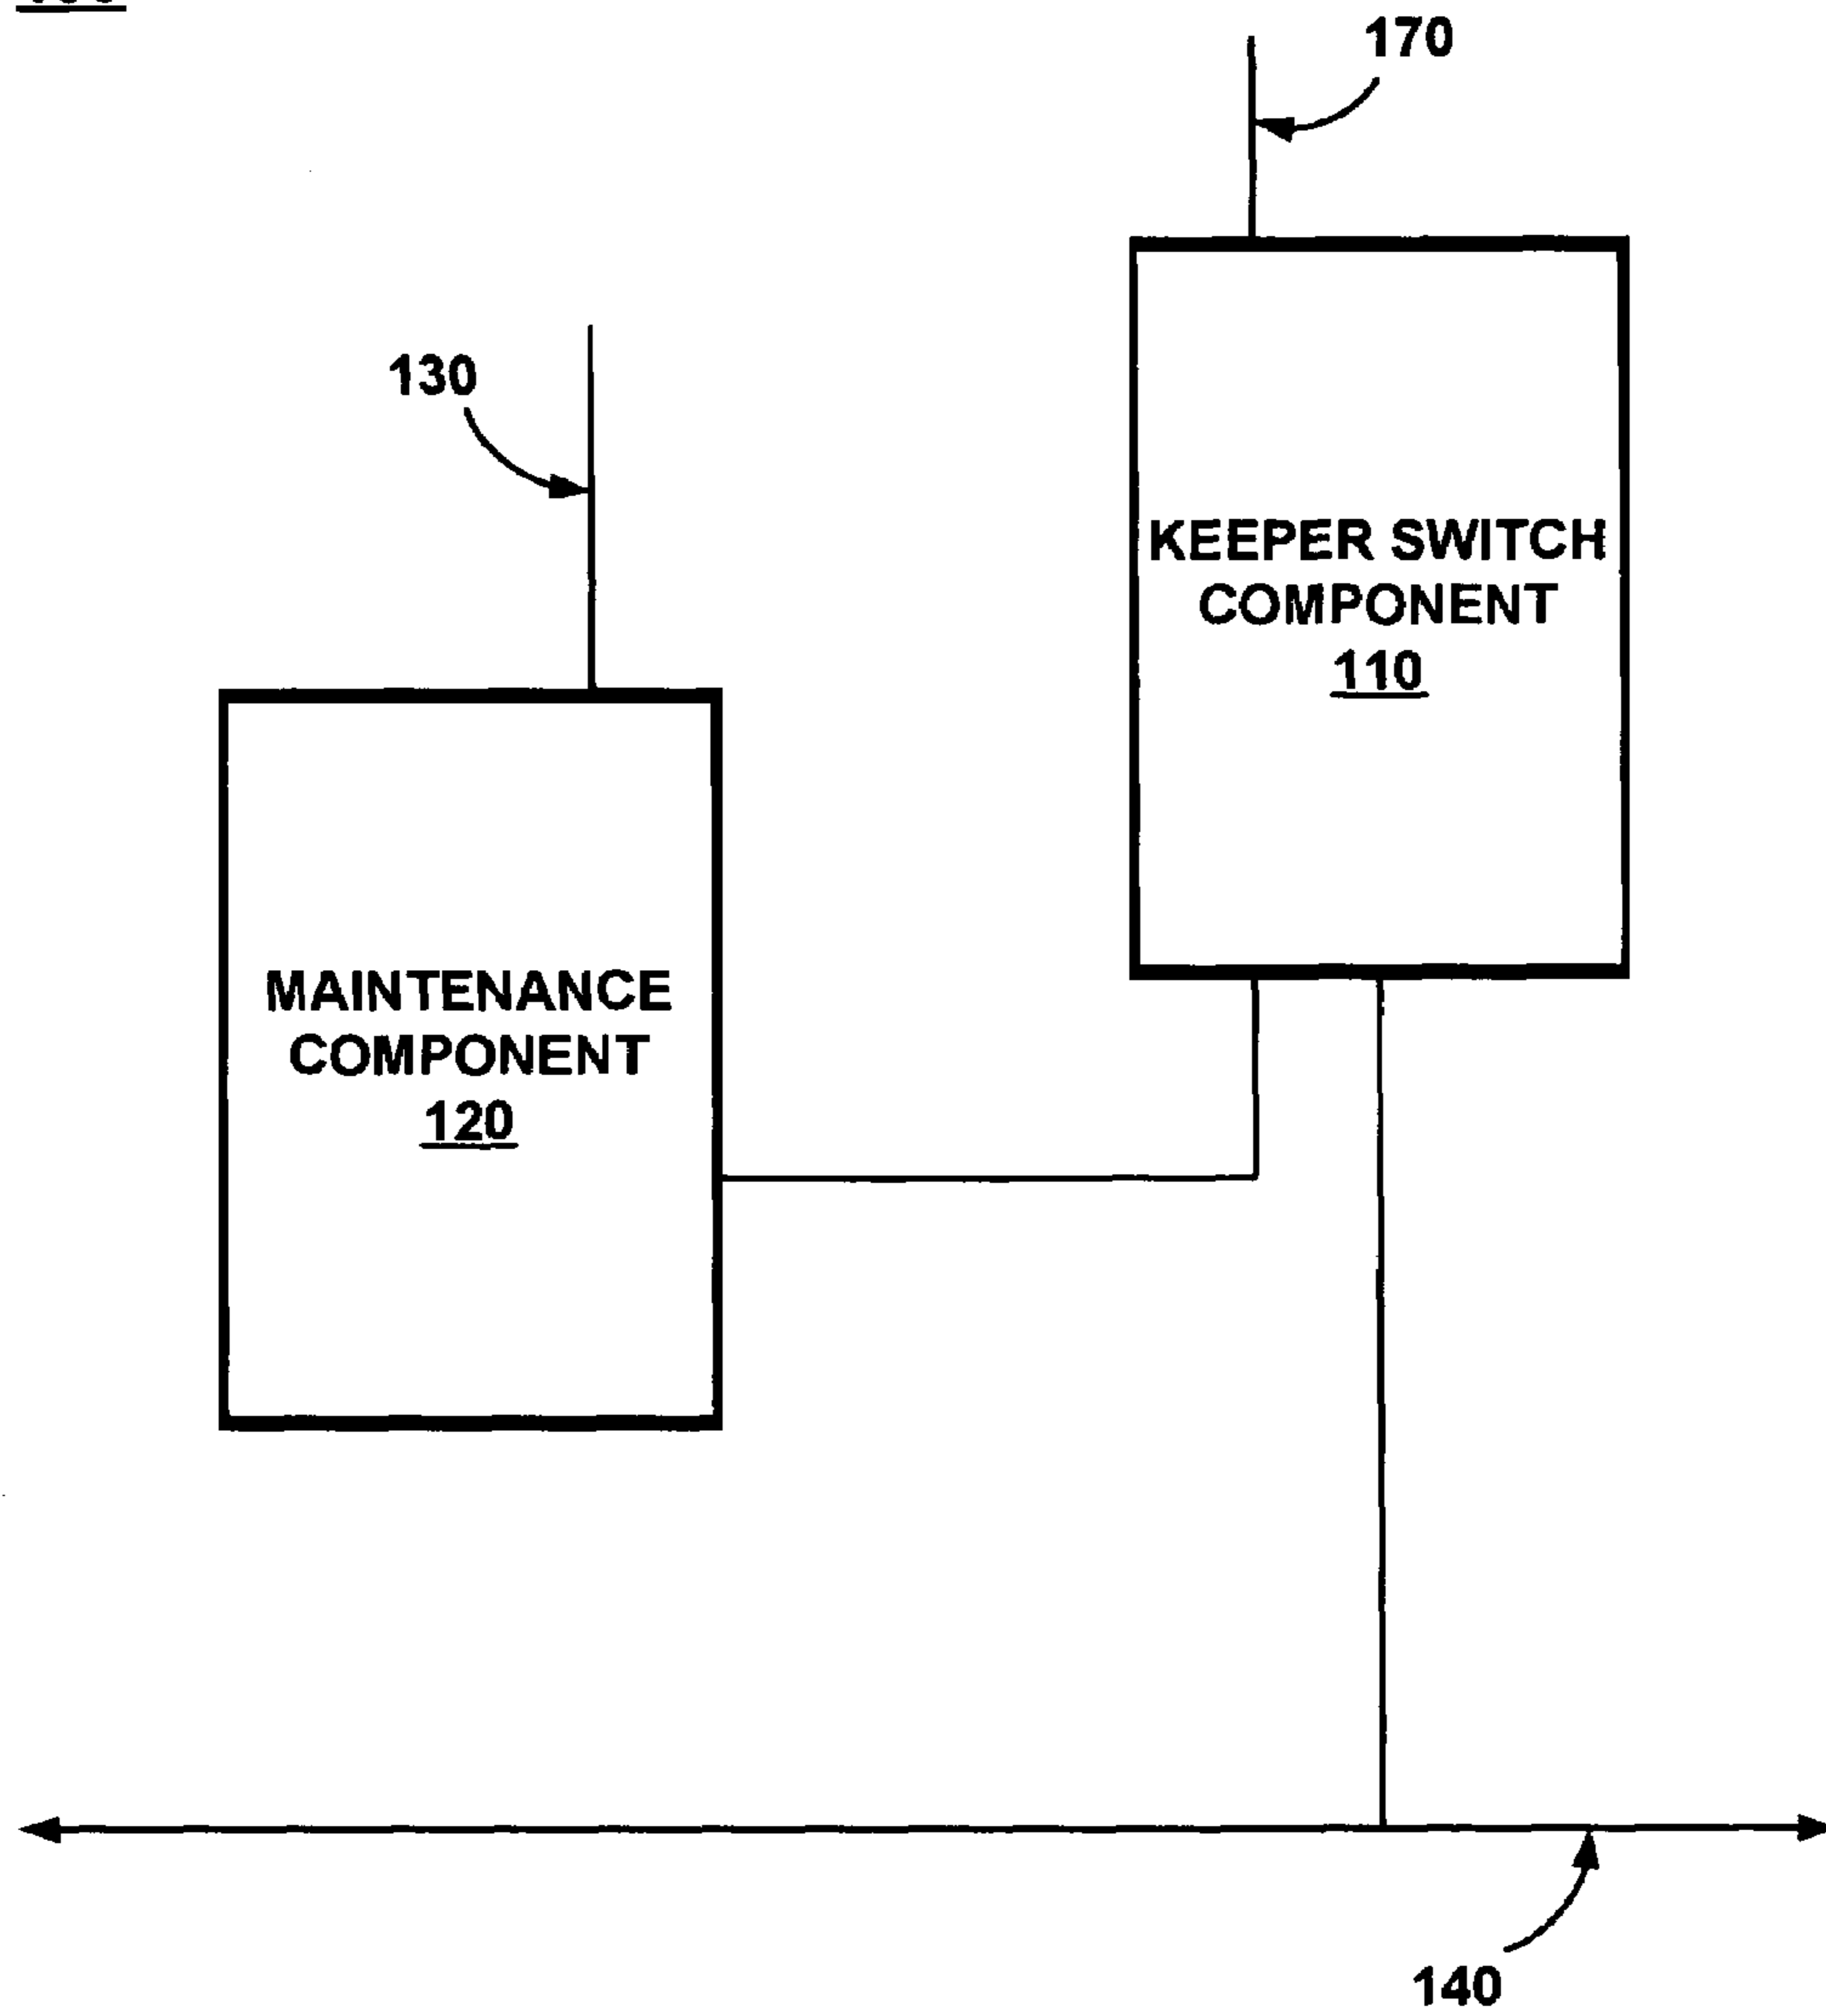 170
130
KEEPER SWITCH
COMPONENT
110
MAINTENANCE
COMPONENT
120
140